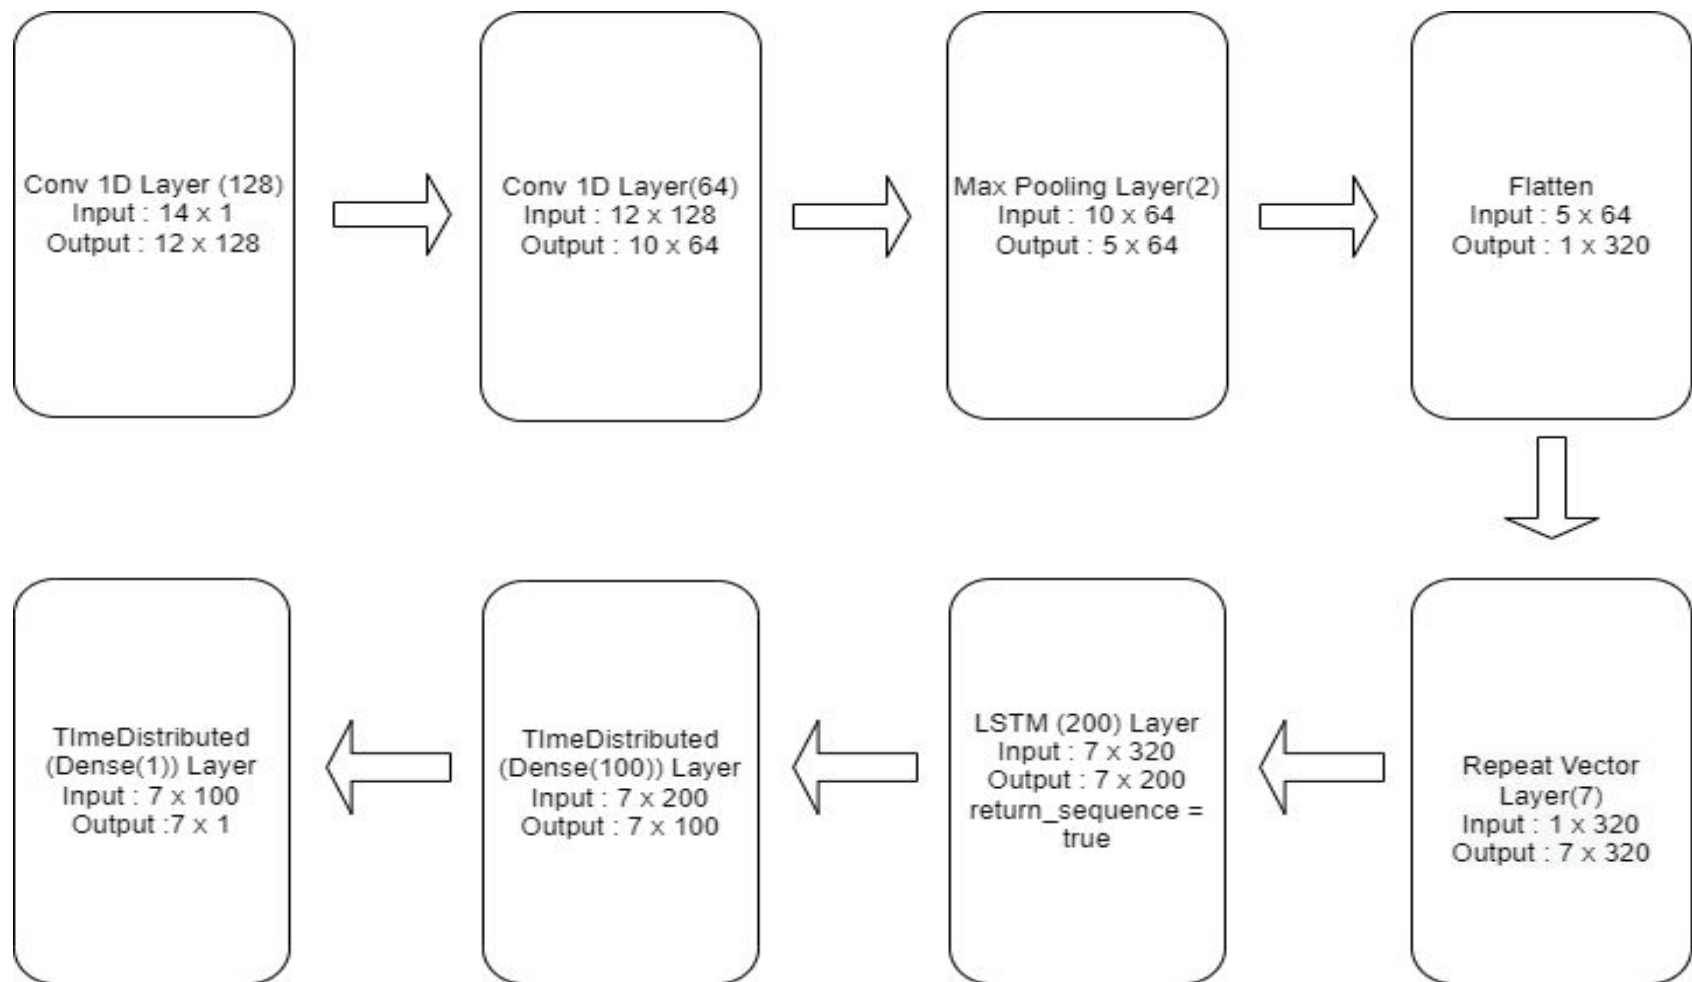 Conv 1D Layer (128)
Input : 14 x 1
Output : 12 x 128
Conv 1D Layer(64)
Input : 12 x 128
Output : 10 x 64
Max Pooling Layer(2)
Input : 10 x 64
Output : 5 x 64
Flatten
Input : 5 x 64
Output : 1 x 320
Repeat Vector
Layer(7)
Input : 1 x 320
Output : 7 x 320
LSTM (200) Layer
Input : 7 x 320
Output : 7 x 200
return_sequence =
true
TImeDistributed
(Dense(100)) Layer
Input : 7 x 200
Output : 7 x 100
TImeDistributed
(Dense(1)) Layer
Input : 7 x 100
Output :7 x 1